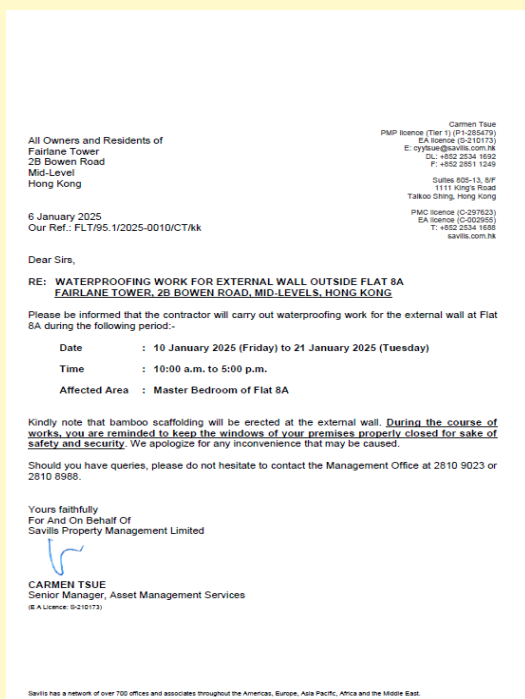 Carmen Tsue
PMP licence (Tier 1) (P1-285479)
EA licence (S-210173)
E: cyytsue@savills.com.hk
DL: +852 2534 1692
F: +852 2851 1249
Suites 805-13, 8/F
1111 King's Road
Taikoo Shing, Hong Kong
PMC licence (C-297623)
EA licence (C-002955)
T: +852 2534 1688
savills.com.hk
All Owners and Residents of
Fairlane Tower
2B Bowen Road
Mid-Level
Hong Kong
6 January 2025
Our Ref.: FLT/95.1/2025-0010/CT/kk
Dear Sirs,
RE: WATERPROOFING WORK FOR EXTERNAL WALL OUTSIDE FLAT 8A
FAIRLANE TOWER, 2B BOWEN ROAD, MID-LEVELS, HONG KONG
Please be informed that the contractor will carry out waterproofing work for the external wall at Flat
8A during the following period:-
Date : 10 January 2025 (Friday) to 21 January 2025 (Tuesday)
Time : 10:00 a.m. to 5:00 p.m.
Affected Area : Master Bedroom of Flat 8A
Kindly note that bamboo scaffolding will be erected at the external wall. During the course of
works, you are reminded to keep the windows of your premises properly closed for sake of
safety and security. We apologize for any inconvenience that may be caused.
Should you have queries, please do not hesitate to contact the Management Office at 2810 9023 or
2810 8988.
Yours faithfully
For And On Behalf Of
Savills Property Management Limited
CARMEN TSUE
Senior Manager, Asset Management Services
(E A Licence: S-210173)
Savills has a network of over 700 offices and associates throughout the Americas, Europe, Asia Pacific, Africa and the Middle East.